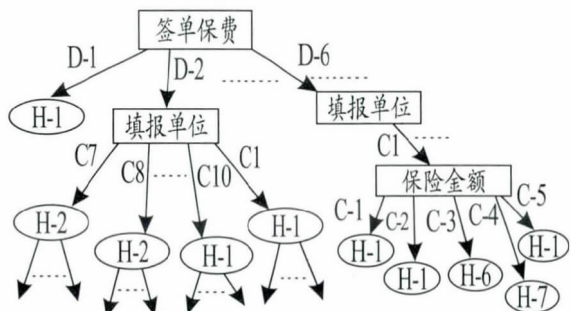 签单保费
D-1
D-2
D-6
H-1
填报单位
填报单位
C7
C8
C10
C1
C1
保险金额
H-2
H-2
H-1
H-1
C-1
C-2
C-3
C-4
C-5
H-1
H-1
H-6
H-7
H-1